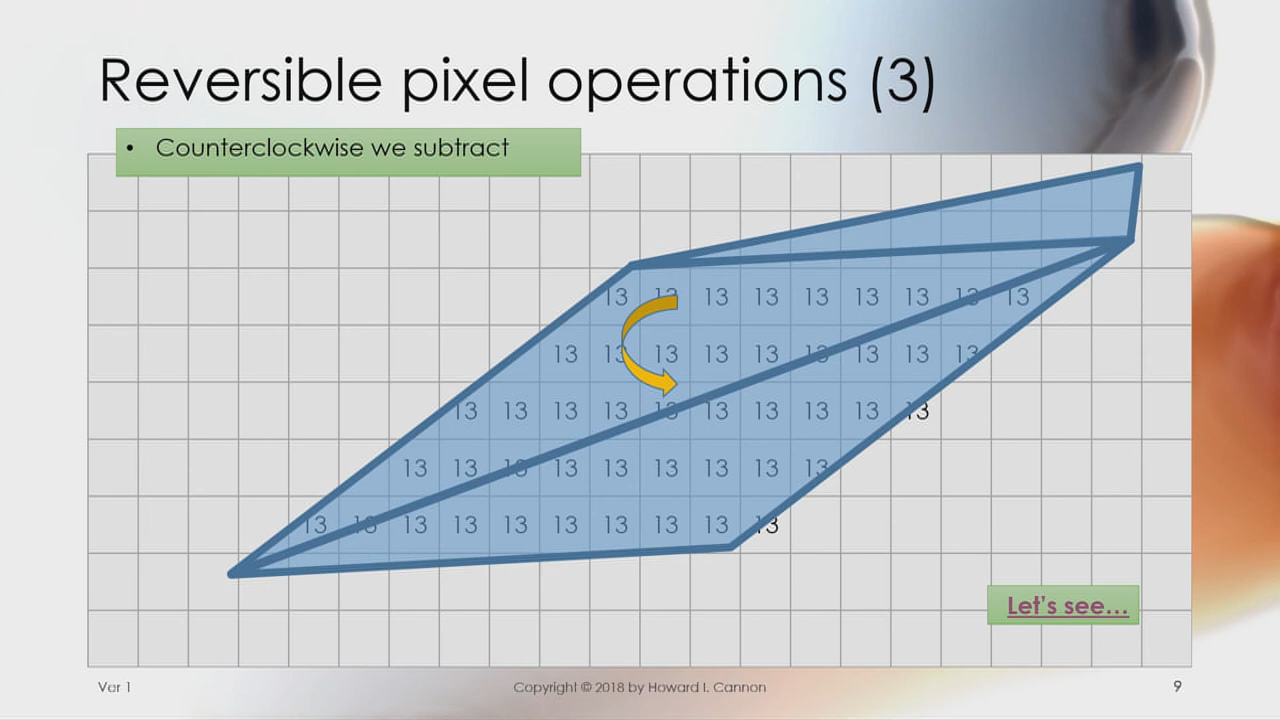 Reversible pixel operations (3)
• Counterclockwise we subtract
13 13 13 13 13 13 13 13 13
13 13 13 13 13 13 13 13 13
13 13 13 13 13 13 13 13 13 13
13 13 13 13 13 13 13 13 13
13 13 13 13 13 13 13 13 13 13
Let's see...
Ver 1
Copyright © 2018 by Howard I. Cannon
9